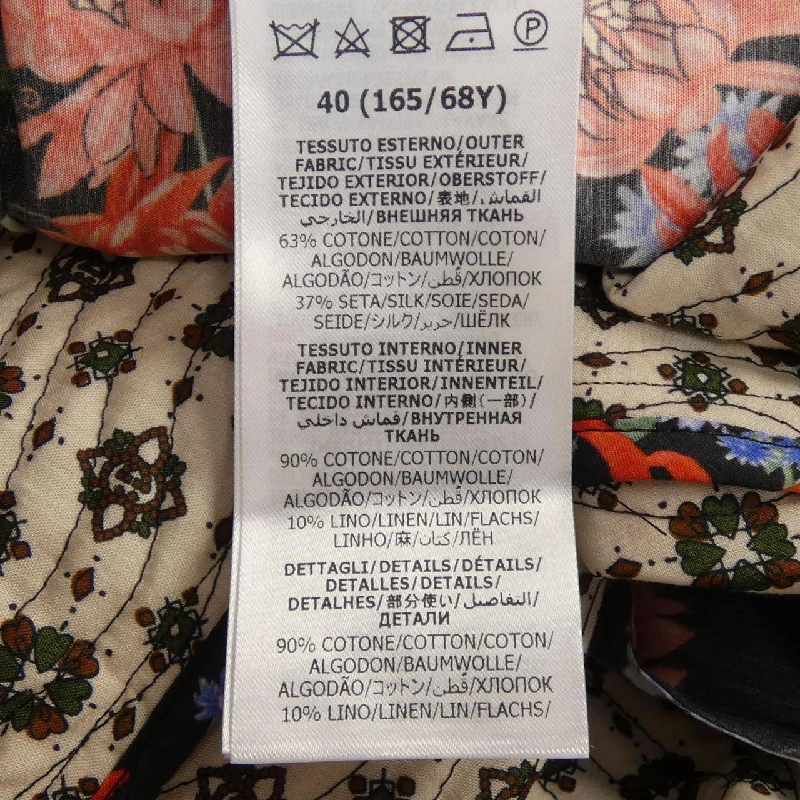 P
40 (165/68Y)
TESSUTO ESTERNO/OUTER
FABRIC/TISSU EXTÉRIEUR/
TEJIDO EXTERIOR/OBERSTOFF/
TECIDO EXTERNO/表地/القماش
الخارجي/ВНЕШНЯЯ ТКАНЬ
63% COTONE/COTTON/COTON/
ALGODON/BAUMWOLLE/
ALGODÃO/コットン/قُطن/ХЛОПОК
37% SETA/SILK/SOIE/SEDA/
SEIDE/シルク/حرير/ШЁЛК
TESSUTO INTERNO/INNER
FABRIC/TISSU INTÉRIEUR/
TEJIDO INTERIOR/INNENTEIL/
TECIDO INTERNO/内側(一部)/
قماش داخلي/ВНУТРЕННАЯ
ТКАНЬ
90% COTONE/COTTON/COTON/
ALGODON/BAUMWOLLE/
ALGODÃO/コットン/قُطن/ХЛОПОК
10% LINO/LINEN/LIN/FLACHS/
LINHO/麻/كتان/ЛЁН
DETTAGLI/DETAILS/DÉTAILS/
DETALLES/DETAILS/
DETALHES/部分使い/التفاصيل/
ДЕТАЛИ
90% COTONE/COTTON/COTON/
ALGODON/BAUMWOLLE/
ALGODÃO/コットン/قُطن/ХЛОПОК
10% LINO/LINEN/LIN/FLACHS/